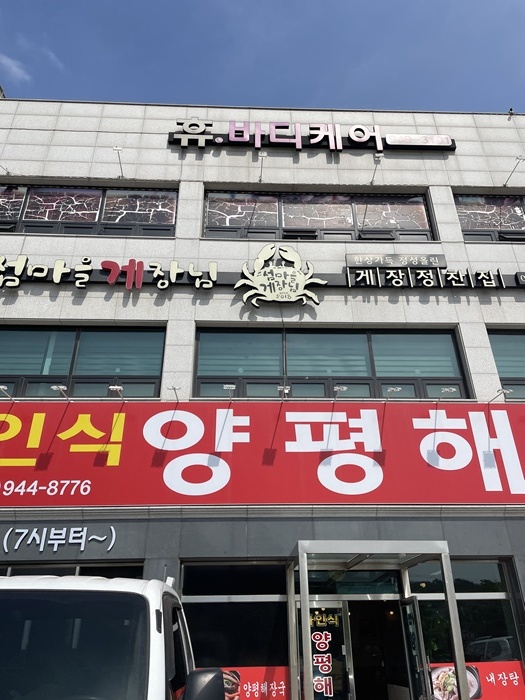 휴.바디케어
섬마을게장님
섬마을
게장님
2018
한상가득 정성올린
게장정찬집
인식 양평해
944-8776
(7시부터~)
인식
양평해
양평해장국
내장탕